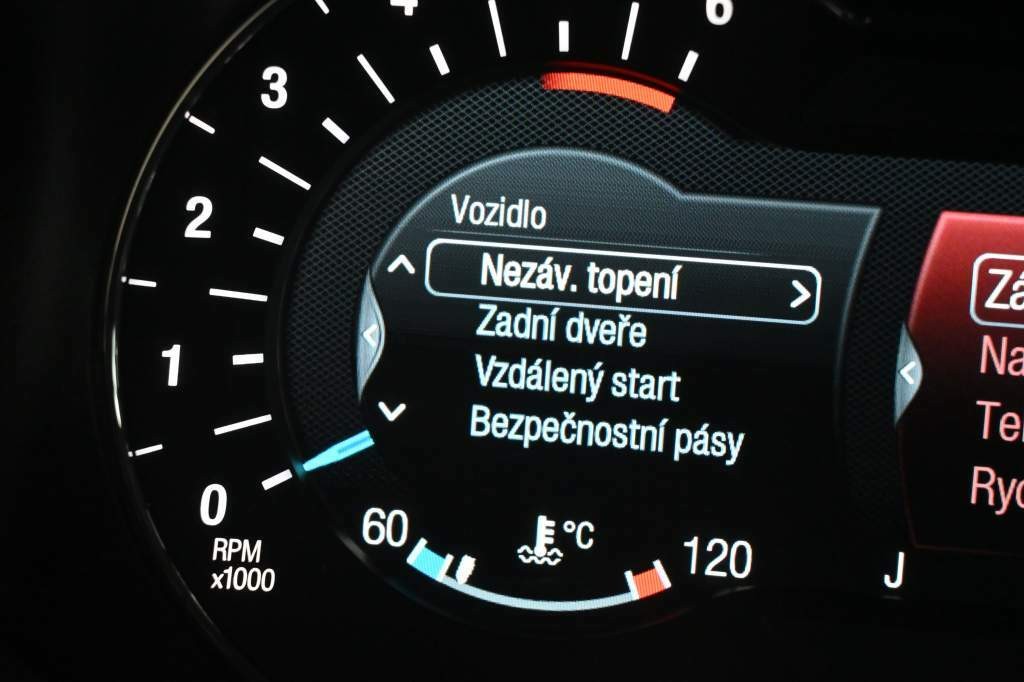 4
6
3
2
1
0
RPM
x1000
Vozidlo
Nezáv. topení
Zadní dveře
Vzdálený start
Bezpečnostní pásy
60
°C
120
J